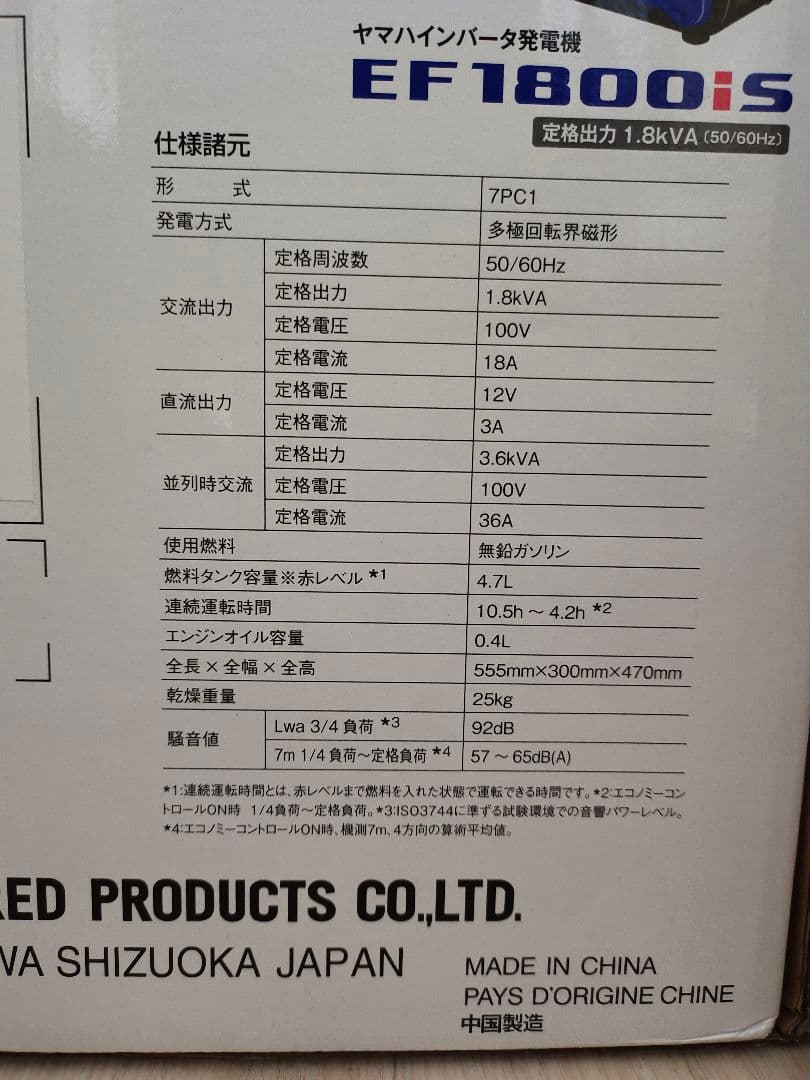 ヤマハインバータ発電機
EF1800iS
定格出力 1.8kVA (50/60Hz)
仕様諸元
形 式 7PC1
発電方式 多極回転界磁形
交流出力 定格周波数 50/60Hz
定格出力 1.8kVA
定格電圧 100V
定格電流 18A
直流出力 定格電圧 12V
定格電流 3A
並列時交流 定格出力 3.6kVA
定格電圧 100V
定格電流 36A
使用燃料 無鉛ガソリン
燃料タンク容量※赤レベル *1 4.7L
連続運転時間 10.5h ～ 4.2h *2
エンジンオイル容量 0.4L
全長 × 全幅 × 全高 555mm×300mm×470mm
乾燥重量 25kg
騒音値 Lwa 3/4 負荷 *3 92dB
7m 1/4 負荷～定格負荷 *4 57 ～ 65dB(A)
*1:連続運転時間とは、赤レベルまで燃料を入れた状態で運転できる時間です。*2:エコノミーコン
トロールON時 1/4負荷～定格負荷。*3:ISO3744に準ずる試験環境での音響パワーレベル。
*4:エコノミーコントロールON時、機測7m、4方向の算術平均値。
RED PRODUCTS CO.,LTD.
WA SHIZUOKA JAPAN
MADE IN CHINA
PAYS D'ORIGINE CHINE
中国製造